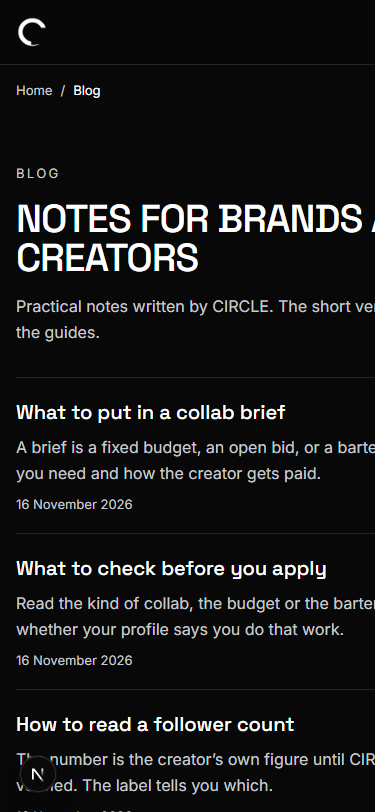 Home / Blog
BLOG
NOTES FOR BRANDS
CREATORS
Practical notes written by CIRCLE. The short
the guides.
What to put in a collab brief
A brief is a fixed budget, an open bid, or a
you need and how the creator gets paid.
16 November 2026
What to check before you apply
Read the kind of collab, the budget or the
whether your profile says you do that work.
16 November 2026
How to read a follower count
number is the creator’s own figure until
The label tells you which.
N